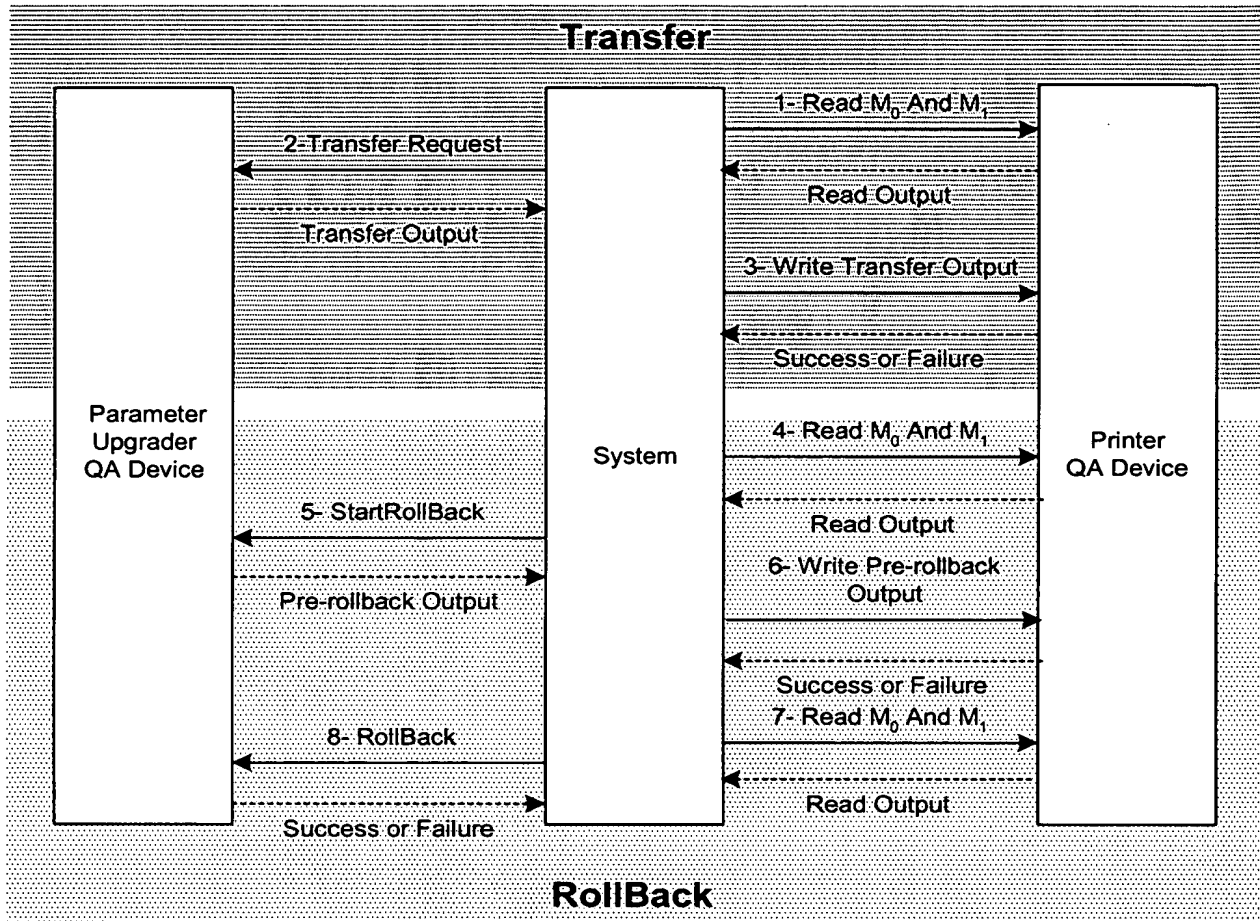 Transfer
1- Read M₀ And M₁
2-Transfer Request
Read Output
Transfer Output
3- Write Transfer Output
Success or Failure
Parameter
Upgrader
QA Device
System
4- Read M₀ And M₁
Printer
QA Device
Read Output
5- StartRollBack
6- Write Pre-rollback
Output
Pre-rollback Output
Success or Failure
7- Read M₀ And M₁
8- RollBack
Read Output
Success or Failure
RollBack